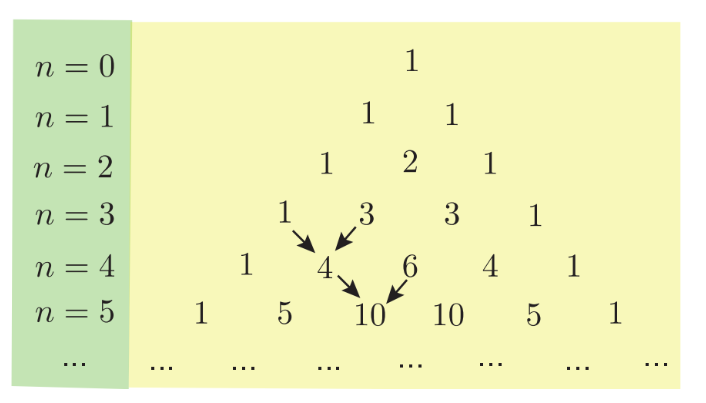 n = 0 1
n = 1 1 1
n = 2 1 2 1
n = 3 1 3 3 1
n = 4 1 4 6 4 1
n = 5 1 5 10 10 5 1
... ... ... ... ... ... ... ...